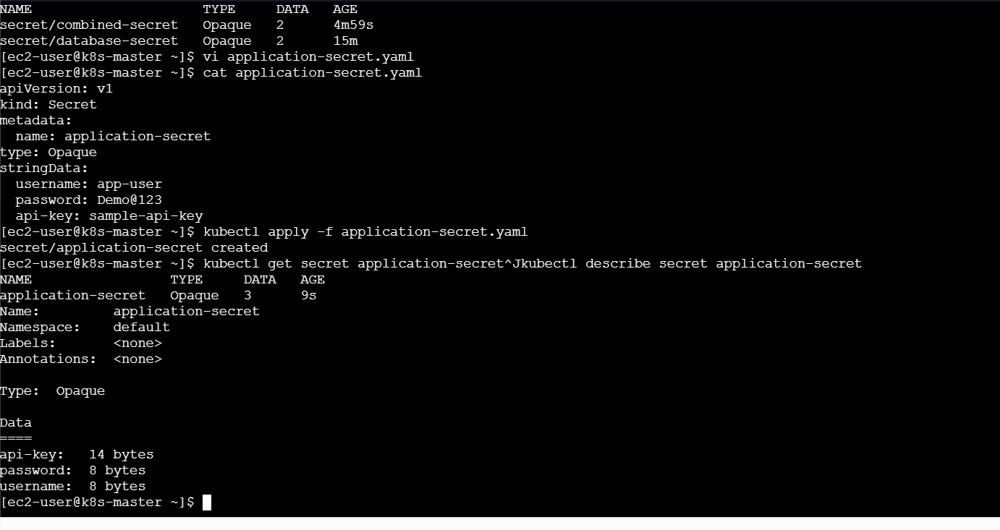 NAME                     TYPE     DATA   AGE
secret/combined-secret   Opaque   2      4m59s
secret/database-secret   Opaque   2      15m
[ec2-user@k8s-master ~]$ vi application-secret.yaml
[ec2-user@k8s-master ~]$ cat application-secret.yaml
apiVersion: v1
kind: Secret
metadata:
  name: application-secret
type: Opaque
stringData:
  username: app-user
  password: Demo@123
  api-key: sample-api-key
[ec2-user@k8s-master ~]$ kubectl apply -f application-secret.yaml
secret/application-secret created
[ec2-user@k8s-master ~]$ kubectl get secret application-secret^Jkubectl describe secret application-secret
NAME                 TYPE     DATA   AGE
application-secret   Opaque   3      9s
Name:         application-secret
Namespace:    default
Labels:       <none>
Annotations:  <none>

Type:  Opaque

Data
====
api-key:   14 bytes
password:  8 bytes
username:  8 bytes
[ec2-user@k8s-master ~]$